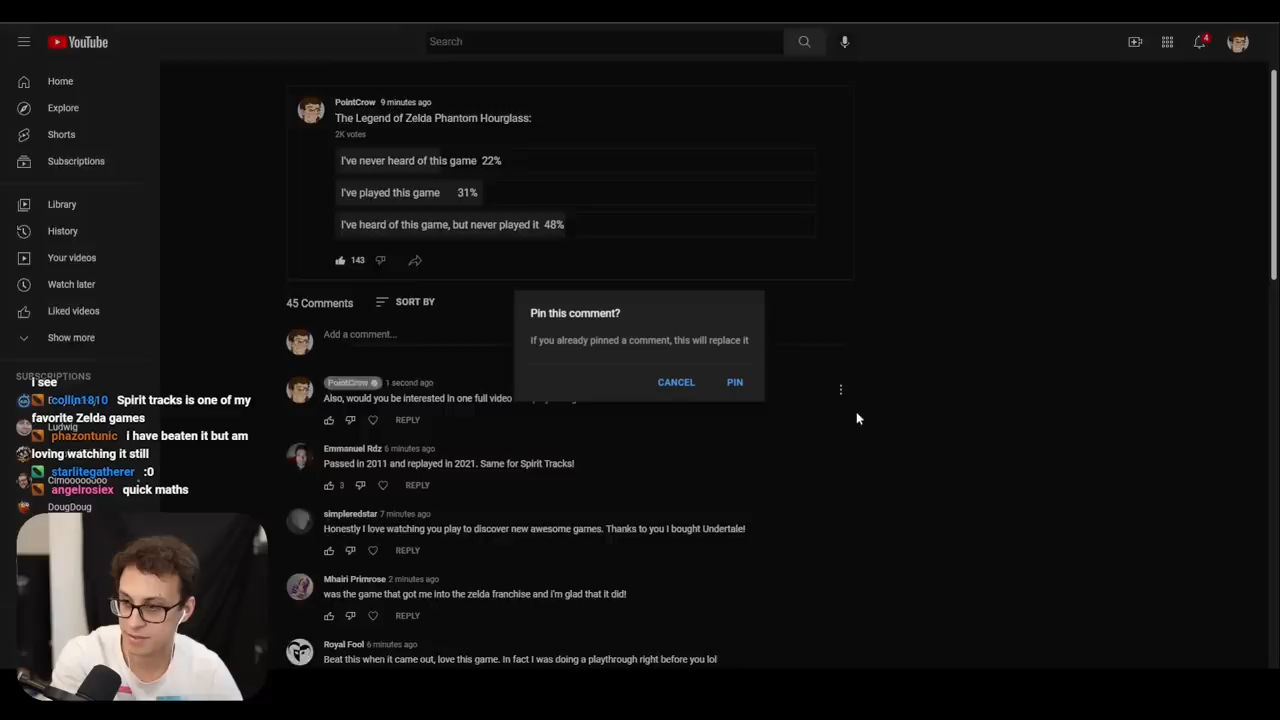 YouTube
Search
4
Home
Explore
Shorts
Subscriptions
Library
History
Your videos
Watch later
Liked videos
Show more
SUBSCRIPTIONS
Ludwig
DougDoug
I see
collin1810 Spirit tracks is one of my
favorite Zelda games
phazontunic i have beaten it but am
loving watching it still
starlitegatherer :0
angelrosiex quick maths
PointCrow 9 minutes ago
The Legend of Zelda Phantom Hourglass:
2K votes
I've never heard of this game 22%
I've played this game 31%
I've heard of this game, but never played it 48%
143
45 Comments SORT BY
Add a comment...
Pin this comment?
If you already pinned a comment, this will replace it
CANCEL PIN
PointCrow 1 second ago
Also, would you be interested in one full video
REPLY
Emmanuel Rdz 6 minutes ago
Passed in 2011 and replayed in 2021. Same for Spirit Tracks!
3 REPLY
simpleredstar 7 minutes ago
Honestly I love watching you play to discover new awesome games. Thanks to you I bought Undertale!
REPLY
Mhairi Primrose 2 minutes ago
was the game that got me into the zelda franchise and i'm glad that it did!
REPLY
Royal Fool 6 minutes ago
Beat this when it came out, love this game. In fact I was doing a playthrough right before you lol